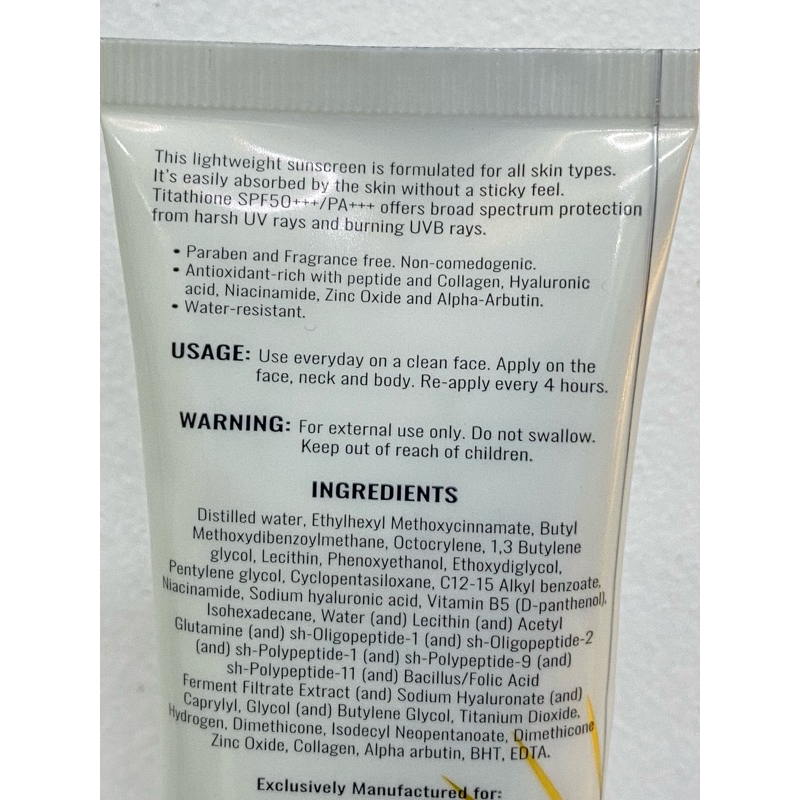 This lightweight sunscreen is formulated for all skin types.
It's easily absorbed by the skin without a sticky feel.
Titathione SPF50+++/PA+++ offers broad spectrum protection
from harsh UV rays and burning UVB rays.
• Paraben and Fragrance free. Non-comedogenic.
• Antioxidant-rich with peptide and Collagen, Hyaluronic
acid, Niacinamide, Zinc Oxide and Alpha-Arbutin.
• Water-resistant.
USAGE: Use everyday on a clean face. Apply on the
face, neck and body. Re-apply every 4 hours.
WARNING: For external use only. Do not swallow.
Keep out of reach of children.
INGREDIENTS
Distilled water, Ethylhexyl Methoxycinnamate, Butyl
Methoxydibenzoylmethane, Octocrylene, 1,3 Butylene
glycol, Lecithin, Phenoxyethanol, Ethoxydiglycol,
Pentylene glycol, Cyclopentasiloxane, C12-15 Alkyl benzoate,
Niacinamide, Sodium hyaluronic acid, Vitamin B5 (D-panthenol),
Isohexadecane, Water (and) Lecithin (and) Acetyl
Glutamine (and) sh-Oligopeptide-1 (and) sh-Oligopeptide-2
(and) sh-Polypeptide-1 (and) sh-Polypeptide-9 (and)
sh-Polypeptide-11 (and) Bacillus/Folic Acid
Ferment Filtrate Extract (and) Sodium Hyaluronate (and)
Caprylyl, Glycol (and) Butylene Glycol, Titanium Dioxide,
Hydrogen, Dimethicone, Isodecyl Neopentanoate, Dimethicone
Zinc Oxide, Collagen, Alpha arbutin, BHT, EDTA.
Exclusively Manufactured for: